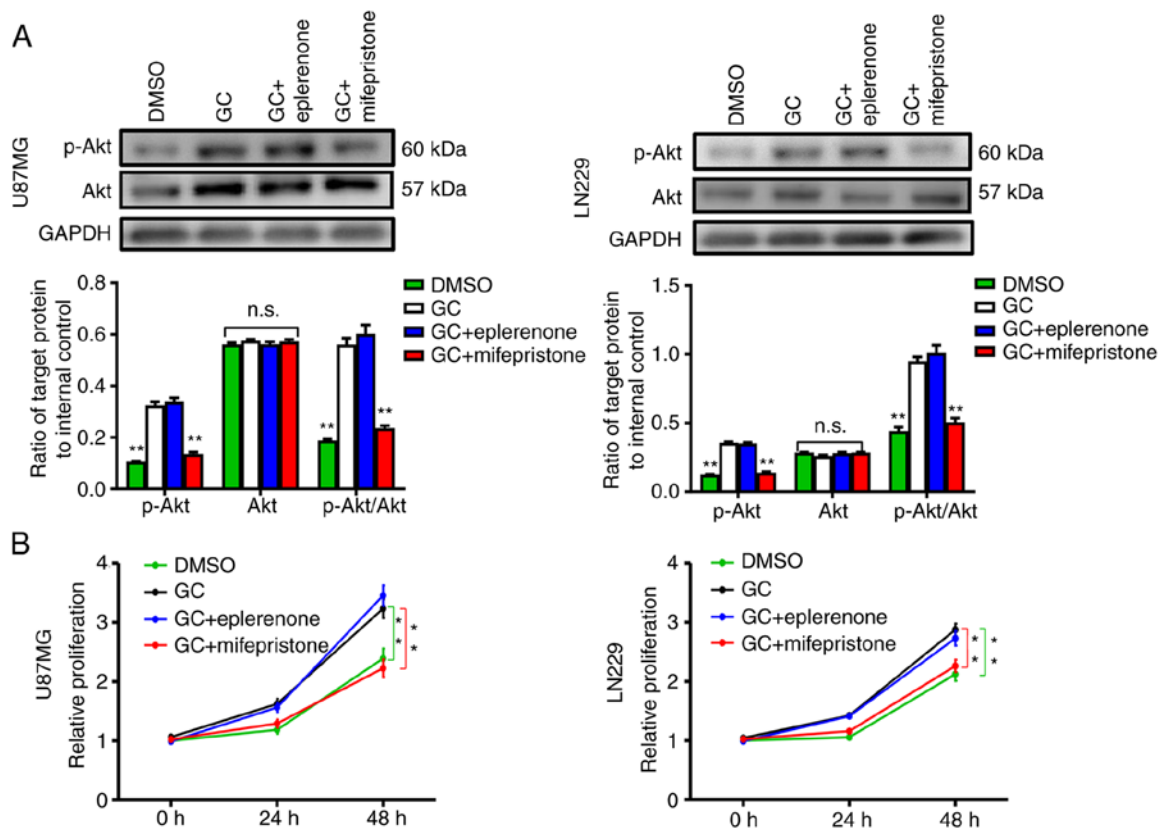 A
DMSO
GC
GC+
eplerenone
GC+
mifepristone
U87MG
p-Akt
60 kDa
Akt
57 kDa
GAPDH
DMSO
GC
GC+
eplerenone
GC+
mifepristone
LN229
p-Akt
60 kDa
Akt
57 kDa
GAPDH
Ratio of target protein
to internal control
0.8
0.6
0.4
0.2
0.0
n.s.
**
**
**
**
p-Akt
Akt
p-Akt/Akt
DMSO
GC
GC+eplerenone
GC+mifepristone
Ratio of target protein
to internal control
1.5
1.0
0.5
0.0
n.s.
**
**
**
**
p-Akt
Akt
p-Akt/Akt
DMSO
GC
GC+eplerenone
GC+mifepristone
B
U87MG
Relative proliferation
4
3
2
1
0
DMSO
GC
GC+eplerenone
GC+mifepristone
**
**
0 h
24 h
48 h
LN229
Relative proliferation
4
3
2
1
0
DMSO
GC
GC+eplerenone
GC+mifepristone
**
**
0 h
24 h
48 h